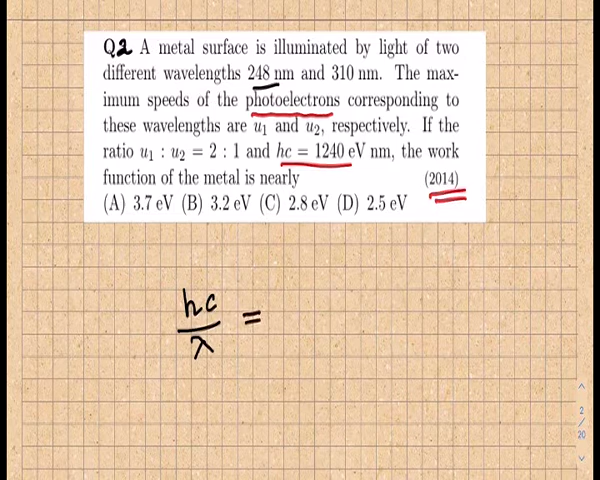 Q2 A metal surface is illuminated by light of two
different wavelengths 248 nm and 310 nm. The max-
imum speeds of the photoelectrons corresponding to
these wavelengths are u₁ and u₂, respectively. If the
ratio u₁ : u₂ = 2 : 1 and hc = 1240 eV nm, the work
function of the metal is nearly (2014)
(A) 3.7 eV (B) 3.2 eV (C) 2.8 eV (D) 2.5 eV
hc
=
λ
2
/
20